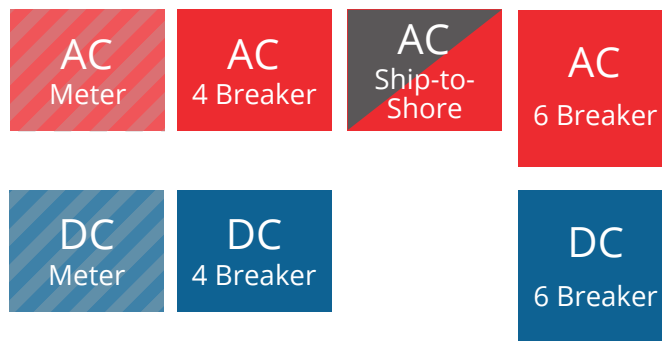 AC
Meter
AC
4 Breaker
AC
Ship-to-
Shore
AC
6 Breaker
DC
Meter
DC
4 Breaker
DC
6 Breaker